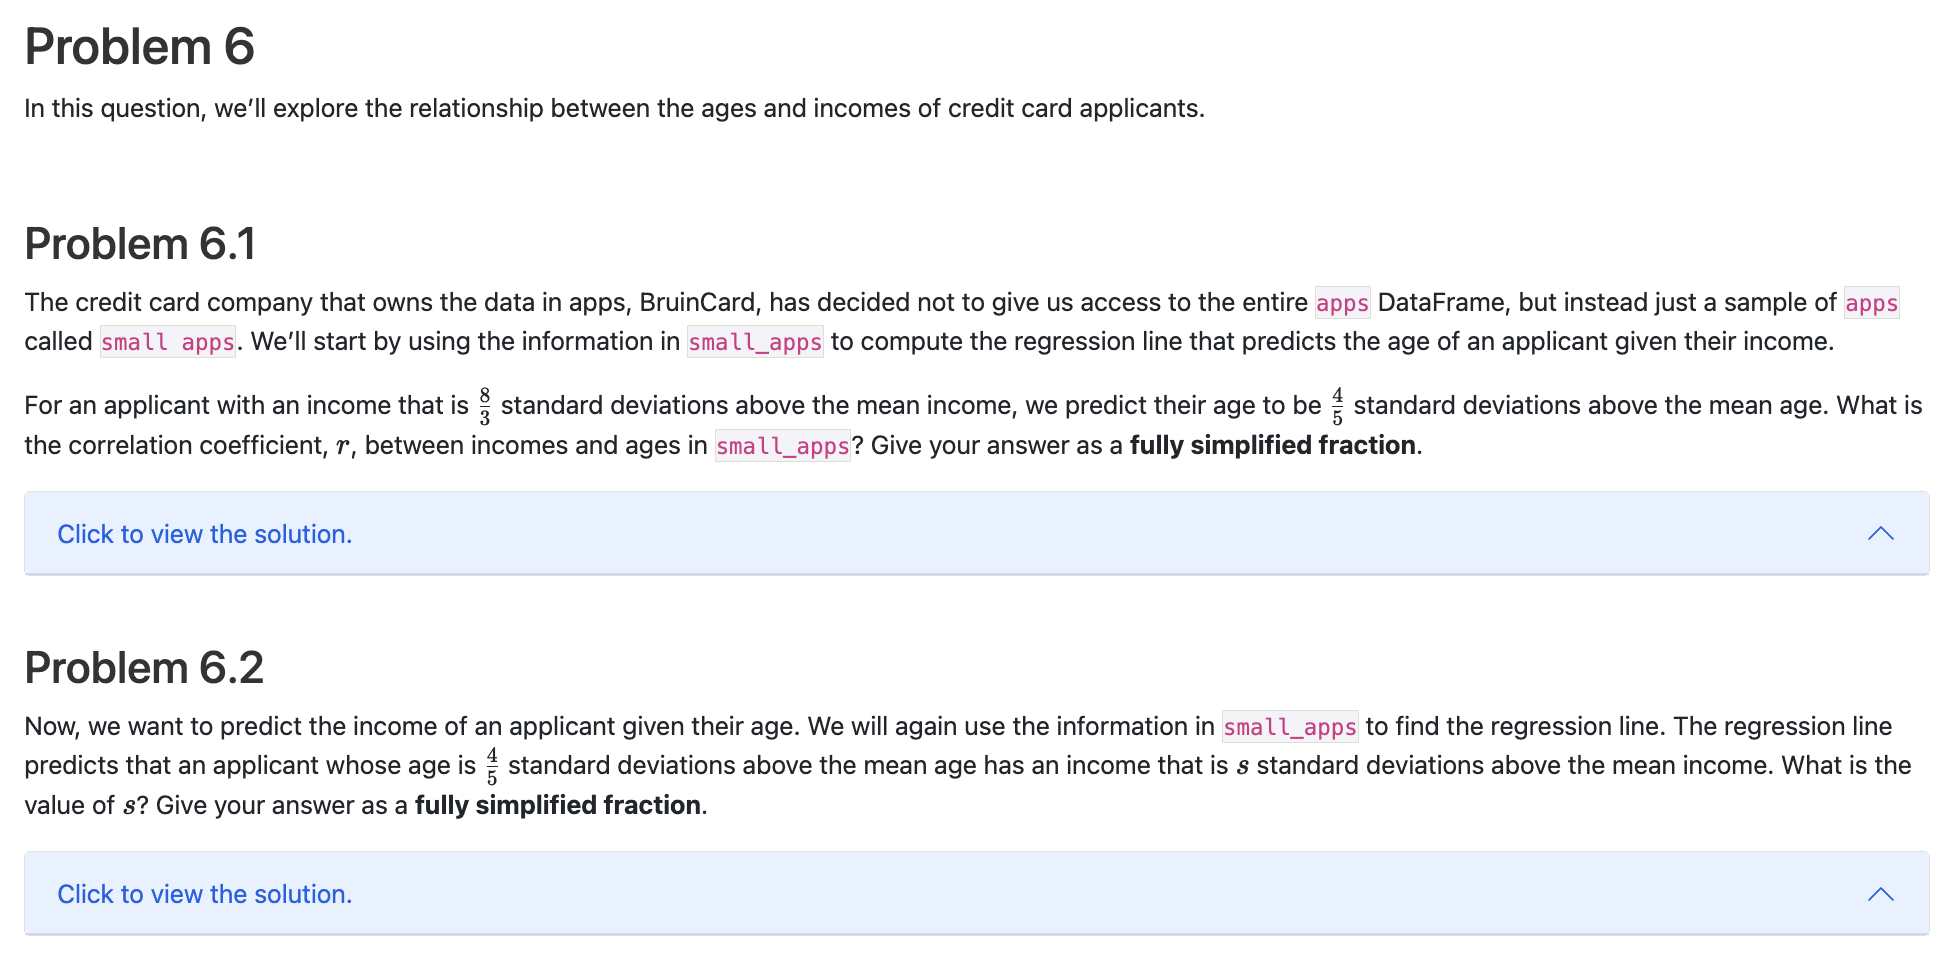 Problem 6
In this question, we’ll explore the relationship between the ages and incomes of credit card applicants.
Problem 6.1
The credit card company that owns the data in apps, BruinCard, has decided not to give us access to the entire apps DataFrame, but instead just a sample of apps
called small apps. We’ll start by using the information in small_apps to compute the regression line that predicts the age of an applicant given their income.
For an applicant with an income that is 8/3 standard deviations above the mean income, we predict their age to be 4/5 standard deviations above the mean age. What is
the correlation coefficient, r, between incomes and ages in small_apps? Give your answer as a fully simplified fraction.
Click to view the solution.
Problem 6.2
Now, we want to predict the income of an applicant given their age. We will again use the information in small_apps to find the regression line. The regression line
predicts that an applicant whose age is 4/5 standard deviations above the mean age has an income that is s standard deviations above the mean income. What is the
value of s? Give your answer as a fully simplified fraction.
Click to view the solution.